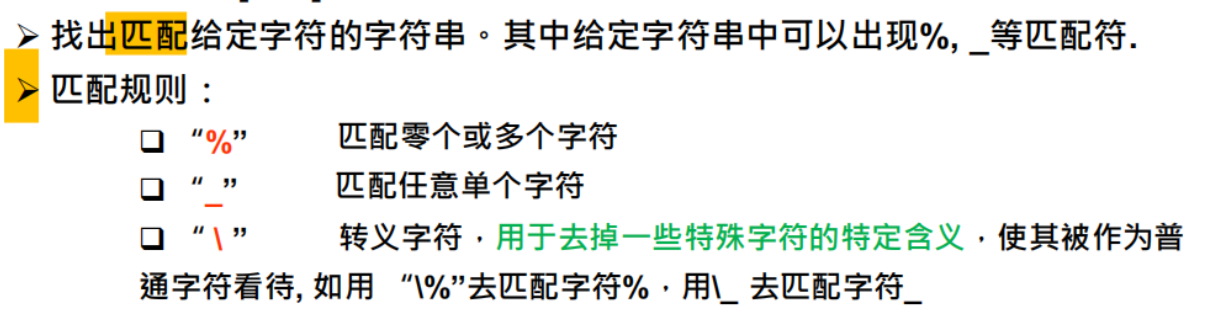 ➢ 找出匹配给定字符的字符串。其中给定字符串中可以出现%, _等匹配符.
➢ 匹配规则：
❑ “%” 匹配零个或多个字符
❑ “_” 匹配任意单个字符
❑ “\” 转义字符，用于去掉一些特殊字符的特定含义，使其被作为普
通字符看待, 如用 “\%”去匹配字符%，用\_ 去匹配字符_